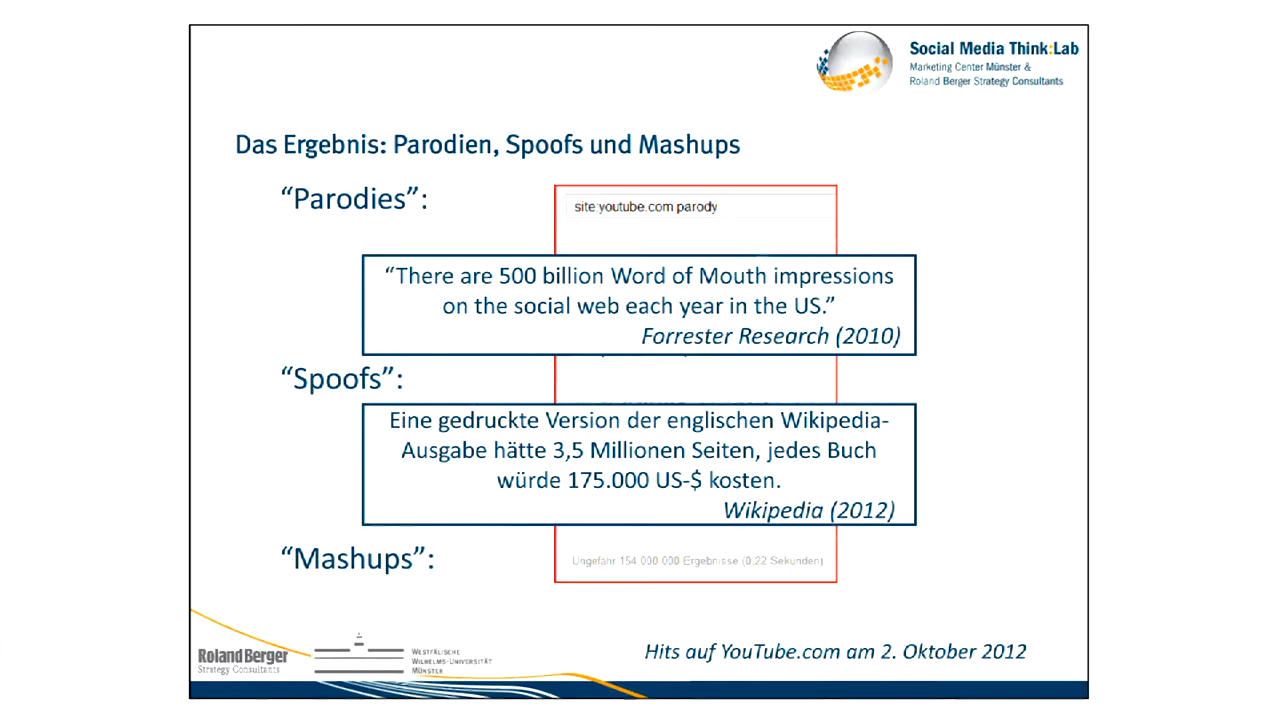 Social Media Think:Lab
Marketing Center Münster &
Roland Berger Strategy Consultants
Das Ergebnis: Parodien, Spoofs und Mashups
“Parodies”:
site:youtube.com parody
“There are 500 billion Word of Mouth impressions
on the social web each year in the US.”
Forrester Research (2010)
“Spoofs”:
Eine gedruckte Version der englischen Wikipedia-
Ausgabe hätte 3,5 Millionen Seiten, jedes Buch
würde 175.000 US-$ kosten.
Wikipedia (2012)
“Mashups”:
Ungefähr 154 000 000 Ergebnisse (0,22 Sekunden)
Hits auf YouTube.com am 2. Oktober 2012
Roland Berger
Strategy Consultants
Westfälische
Wilhelms-Universität
Münster